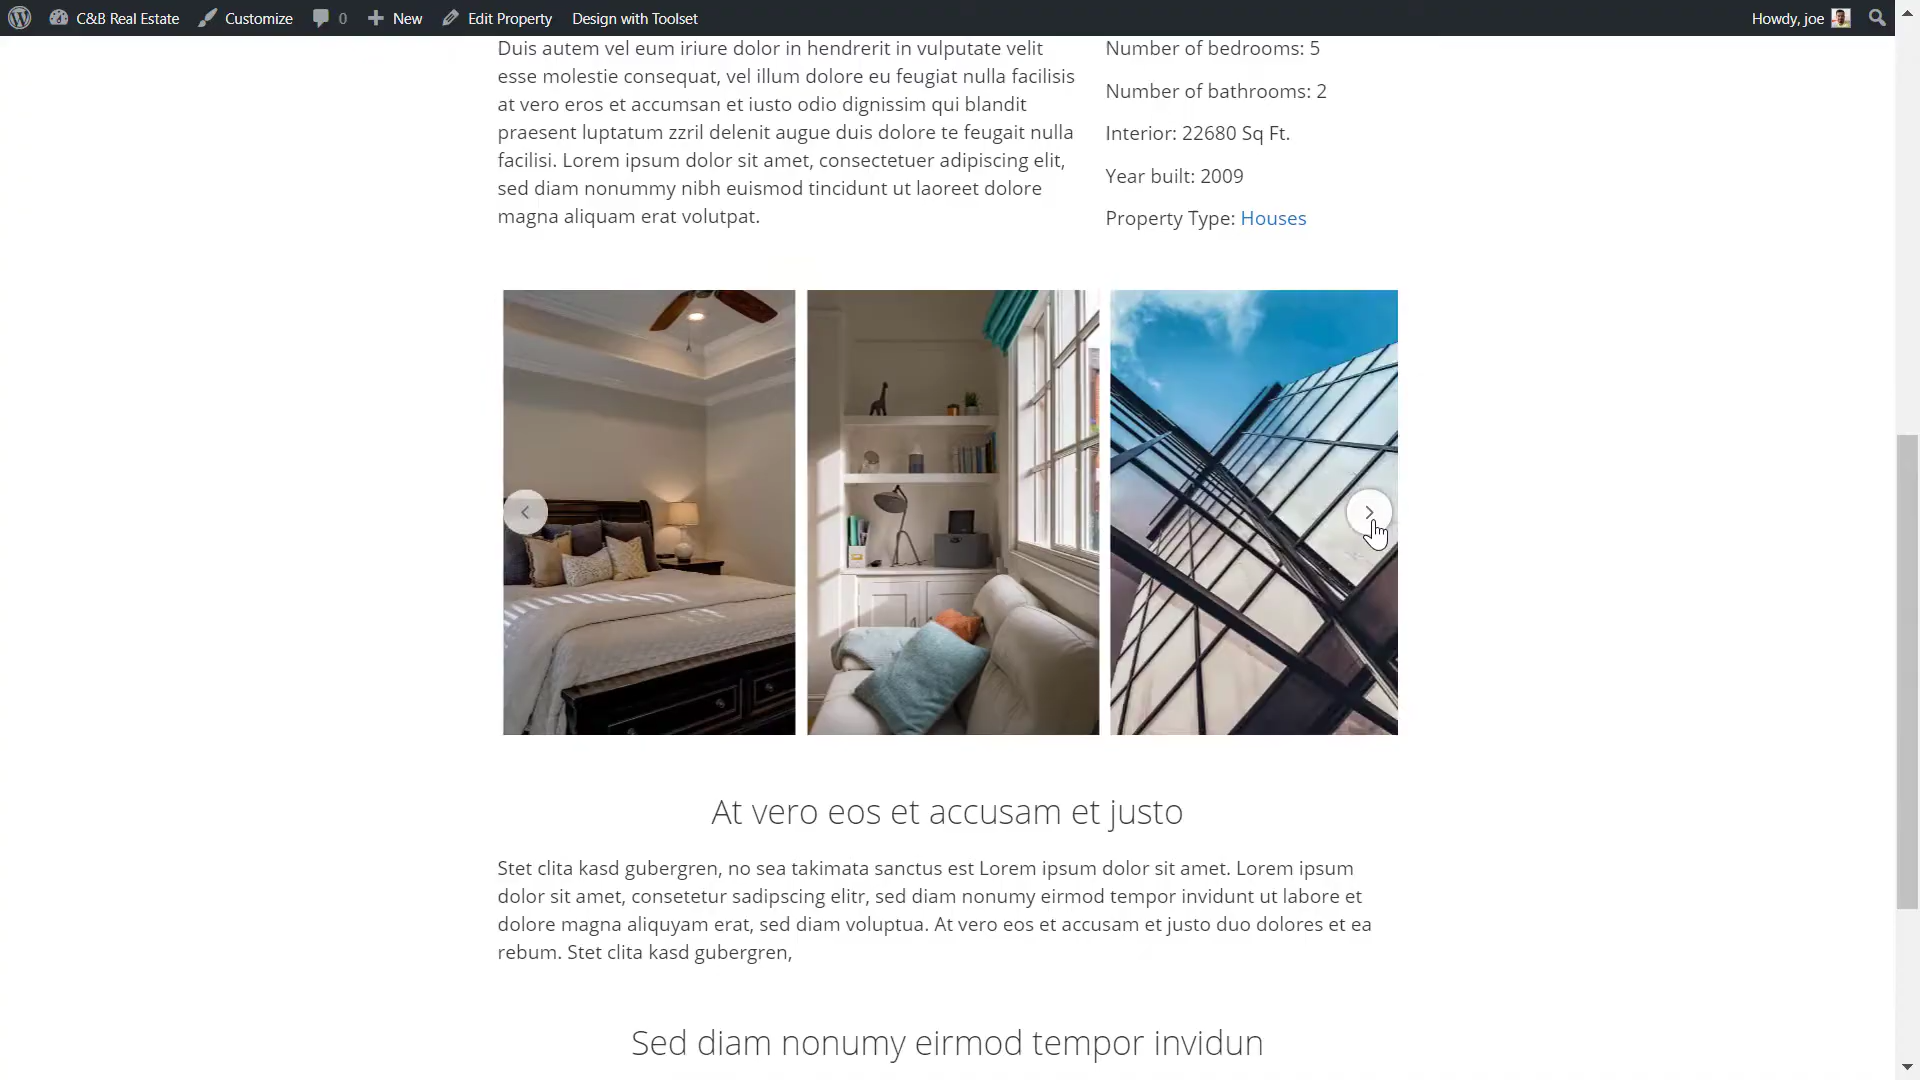 C&B Real Estate Customize 0 New Edit Property Design with Toolset Howdy, joe
Duis autem vel eum iriure dolor in hendrerit in vulputate velit
esse molestie consequat, vel illum dolore eu feugiat nulla facilisis
at vero eros et accumsan et iusto odio dignissim qui blandit
praesent luptatum zzril delenit augue duis dolore te feugait nulla
facilisi. Lorem ipsum dolor sit amet, consectetuer adipiscing elit,
sed diam nonummy nibh euismod tincidunt ut laoreet dolore
magna aliquam erat volutpat.
Number of bedrooms: 5
Number of bathrooms: 2
Interior: 22680 Sq Ft.
Year built: 2009
Property Type: Houses
At vero eos et accusam et justo
Stet clita kasd gubergren, no sea takimata sanctus est Lorem ipsum dolor sit amet. Lorem ipsum
dolor sit amet, consetetur sadipscing elitr, sed diam nonumy eirmod tempor invidunt ut labore et
dolore magna aliquyam erat, sed diam voluptua. At vero eos et accusam et justo duo dolores et ea
rebum. Stet clita kasd gubergren,
Sed diam nonumy eirmod tempor invidun